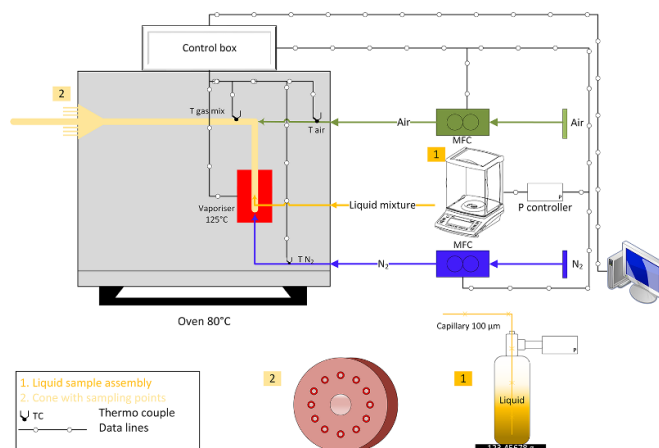 Control box
2
T gas mix
T air
Air
Air
MFC
1
Vaporiser
125°C
Liquid mixture
P controller
P
MFC
T N₂
N₂
N₂
Oven 80°C
Capillary 100 µm
1. Liquid sample assembly
2. Cone with sampling points
TC Thermo couple
Data lines
2
1
P
Liquid
123.45678 g